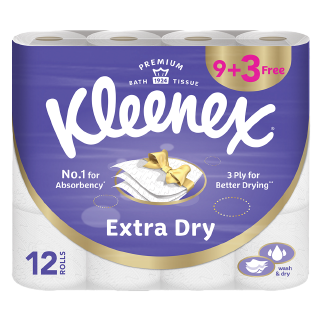 PREMIUM
BATH 1924 TISSUE
9+3 Free
Kleenex®
No.1 for
Absorbency*
3 Ply for
Better Drying**
Extra Dry
12 ROLLS
wash
& dry